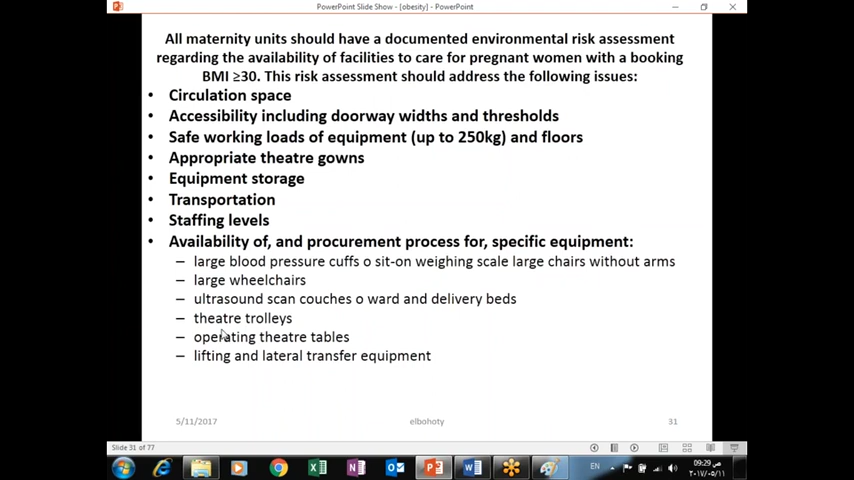 PowerPoint Slide Show - [obesity] - PowerPoint
All maternity units should have a documented environmental risk assessment
regarding the availability of facilities to care for pregnant women with a booking
BMI ≥30. This risk assessment should address the following issues:
• Circulation space
• Accessibility including doorway widths and thresholds
• Safe working loads of equipment (up to 250kg) and floors
• Appropriate theatre gowns
• Equipment storage
• Transportation
• Staffing levels
• Availability of, and procurement process for, specific equipment:
– large blood pressure cuffs o sit-on weighing scale large chairs without arms
– large wheelchairs
– ultrasound scan couches o ward and delivery beds
– theatre trolleys
– operating theatre tables
– lifting and lateral transfer equipment
5/11/2017 elbohoty 31
Slide 31 of 77
EN 09:29 ص
٢٠١٧/٠٥/١١